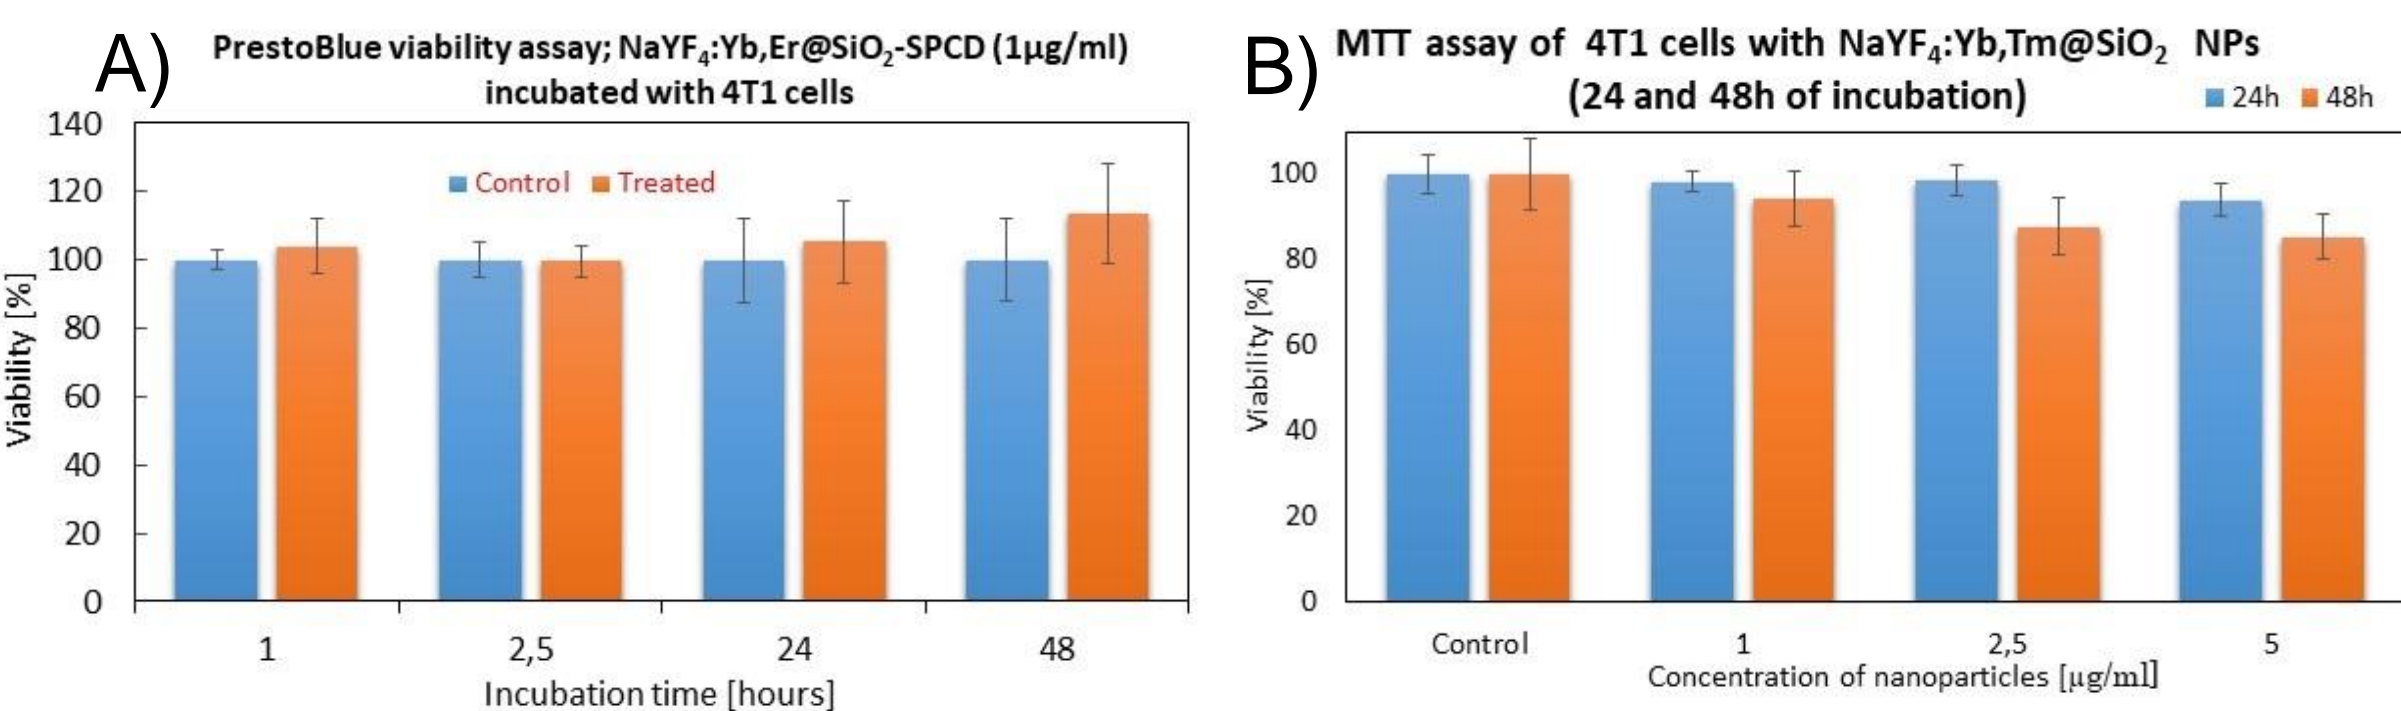 A)
PrestoBlue viability assay; NaYF₄:Yb,Er@SiO₂-SPCD (1µg/ml)
incubated with 4T1 cells
Control Treated
Viability [%]
140
120
100
80
60
40
20
0
1 2,5 24 48
Incubation time [hours]
B)
MTT assay of 4T1 cells with NaYF₄:Yb,Tm@SiO₂ NPs
(24 and 48h of incubation)
24h 48h
Viability [%]
100
80
60
40
20
0
Control 1 2,5 5
Concentration of nanoparticles [µg/ml]